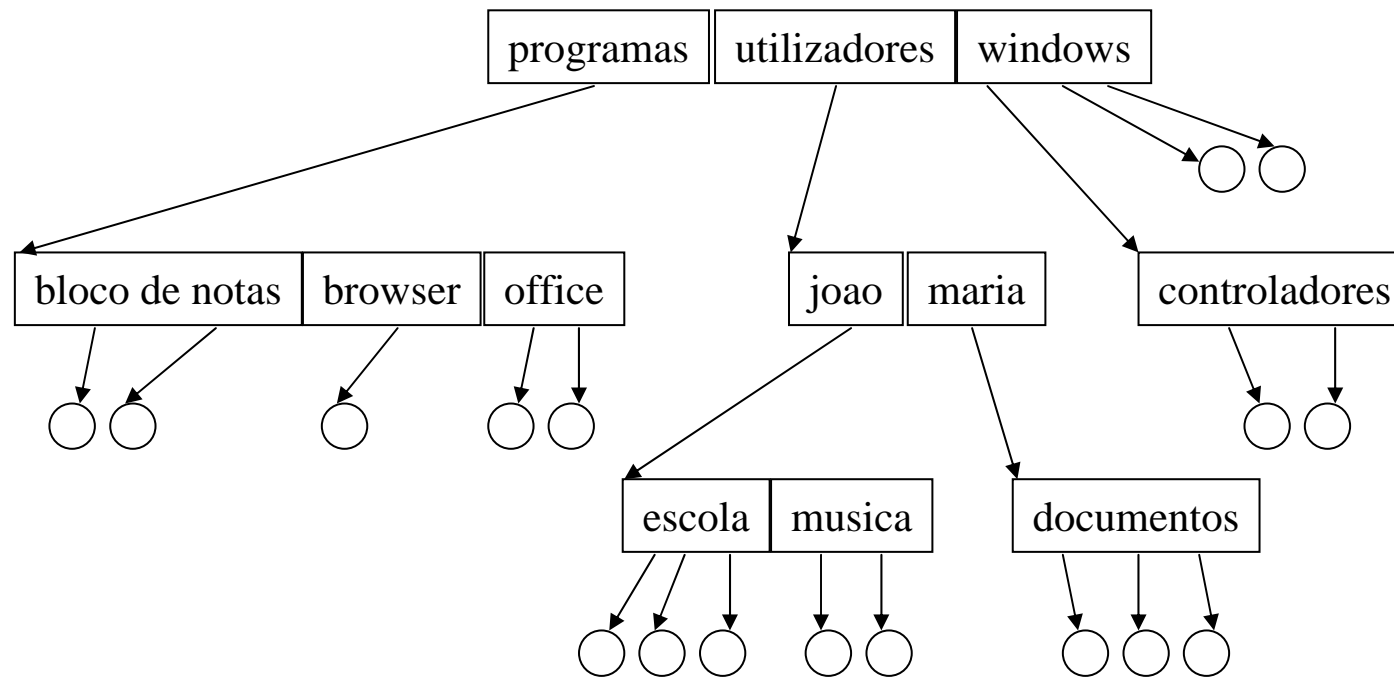 programas utilizadores windows
bloco de notas browser office joao maria controladores
escola musica documentos